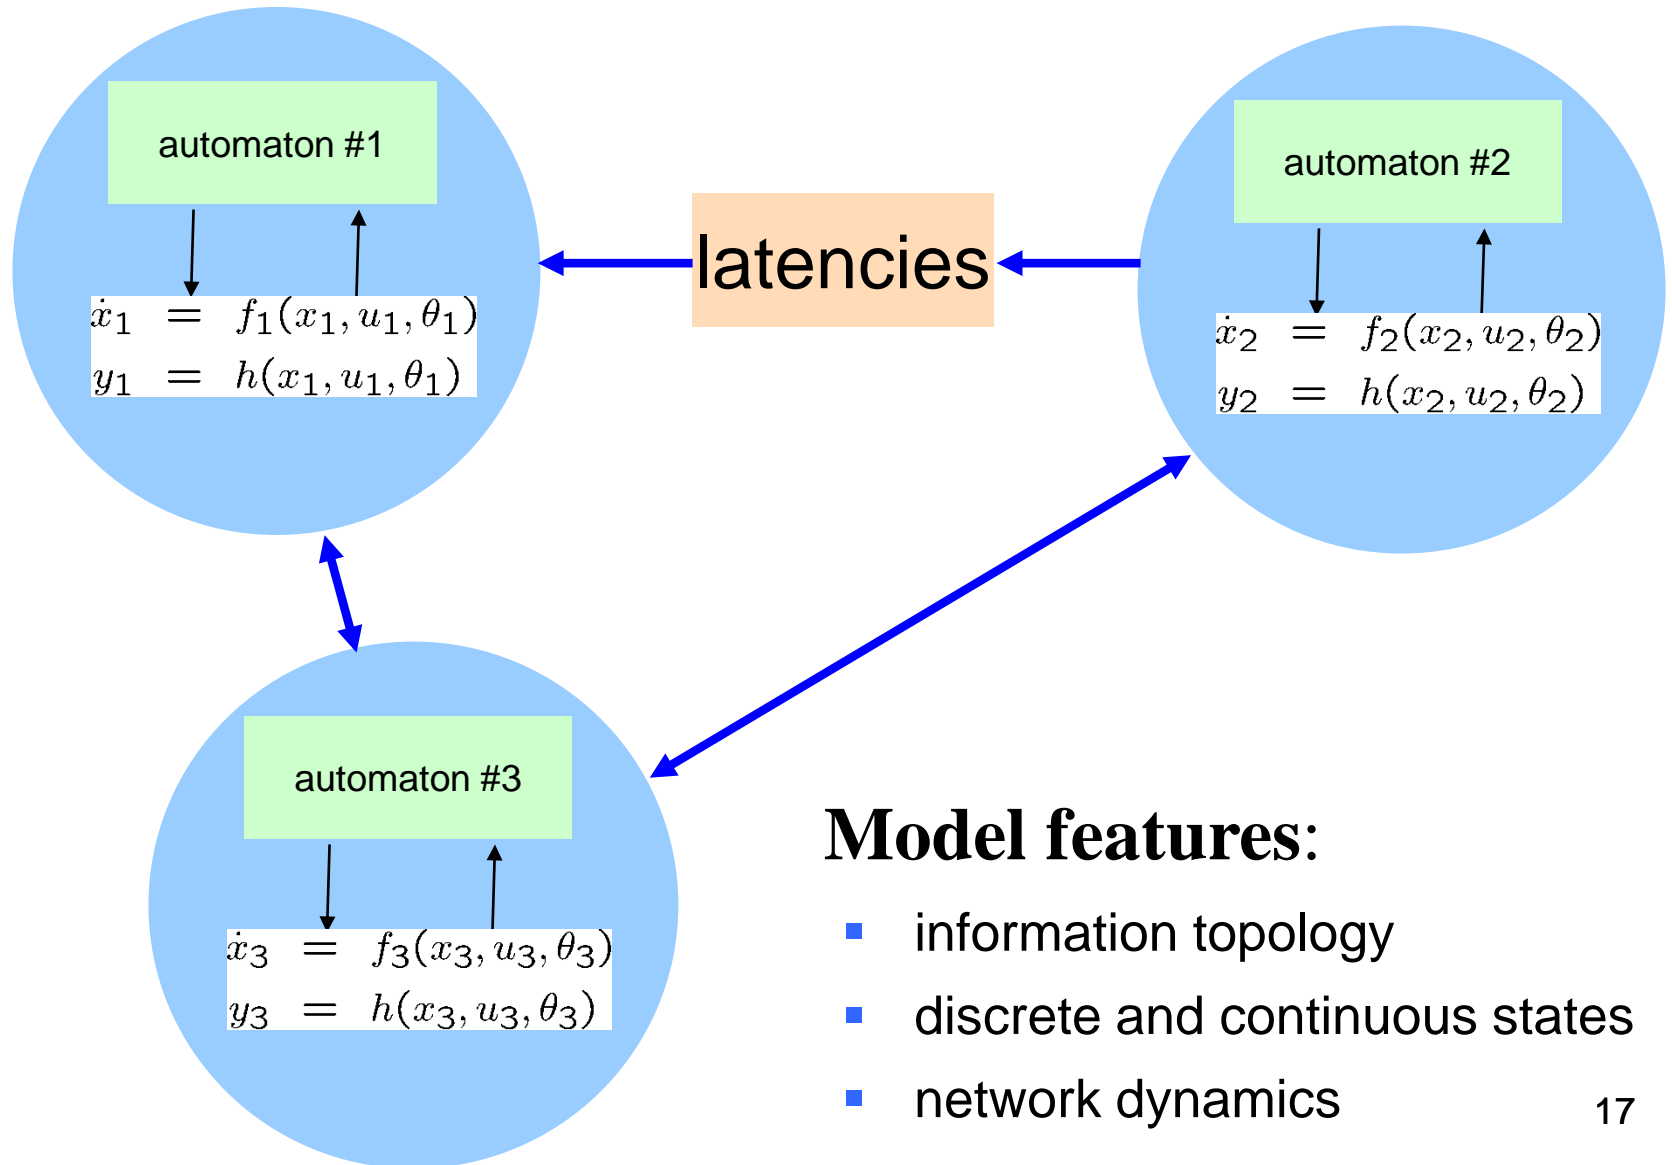 automaton #1
ẋ₁ = f₁(x₁, u₁, θ₁)
y₁ = h(x₁, u₁, θ₁)
latencies
automaton #2
ẋ₂ = f₂(x₂, u₂, θ₂)
y₂ = h(x₂, u₂, θ₂)
automaton #3
ẋ₃ = f₃(x₃, u₃, θ₃)
y₃ = h(x₃, u₃, θ₃)
Model features:
▪ information topology
▪ discrete and continuous states
▪ network dynamics
17